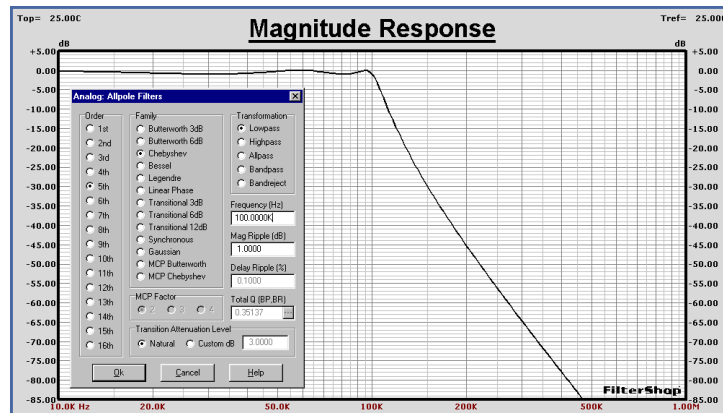 Top= 25.00C
Magnitude Response
Tref= 25.00
+5.00 dB dB +5.00
0.00 0.00
-5.00 -5.00
-10.00 -10.00
-15.00 -15.00
-20.00 -20.00
-25.00 -25.00
-30.00 -30.00
-35.00 -35.00
-40.00 -40.00
-45.00 -45.00
-50.00 -50.00
-55.00 -55.00
-60.00 -60.00
-65.00 -65.00
-70.00 -70.00
-75.00 -75.00
-80.00 -80.00
-85.00 -85.00
Analog: Allpole Filters
Order
1st
2nd
3rd
4th
5th
6th
7th
8th
9th
10th
11th
12th
13th
14th
15th
16th
Family
Butterworth 3dB
Butterworth 6dB
Chebyshev
Bessel
Legendre
Linear Phase
Transitional 3dB
Transitional 6dB
Transitional 12dB
Synchronous
Gaussian
MCP Butterworth
MCP Chebyshev
Transformation
Lowpass
Highpass
Allpass
Bandpass
Bandreject
Frequency (Hz)
100.0000K
Mag Ripple (dB)
1.0000
Delay Ripple (%)
0.1000
Total Q (BP,BR)
0.35137 ...
MCP Factor
2 3 4
Transition Attenuation Level
Natural Custom dB 3.0000
Ok Cancel Help
FilterShop
10.0K Hz 20.0K 50.0K 100K 200K 500K 1.00M